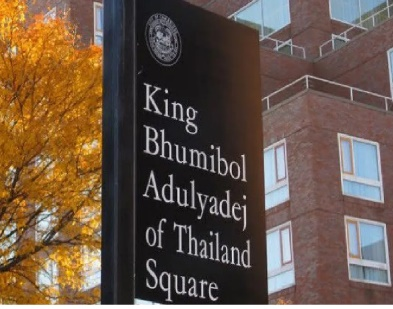 King
Bhumibol
Adulyadej
of Thailand
Square